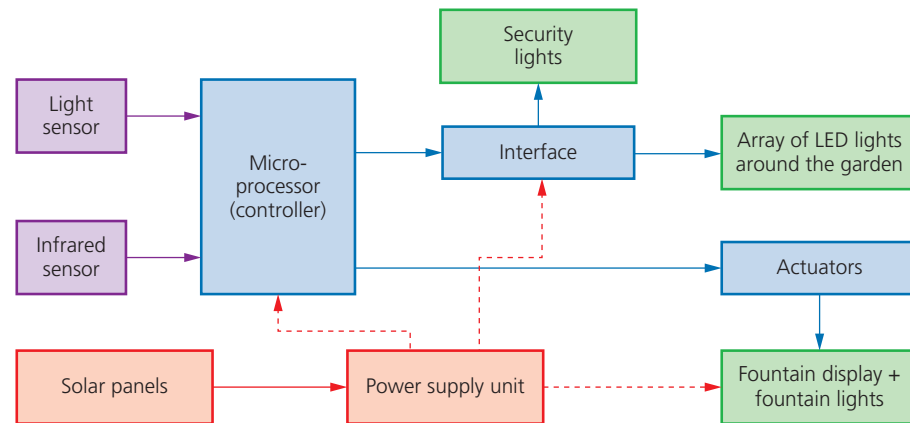 Security
lights
Light
sensor
Micro-
processor
(controller)
Interface
Array of LED lights
around the garden
Infrared
sensor
Actuators
Solar panels
Power supply unit
Fountain display +
fountain lights